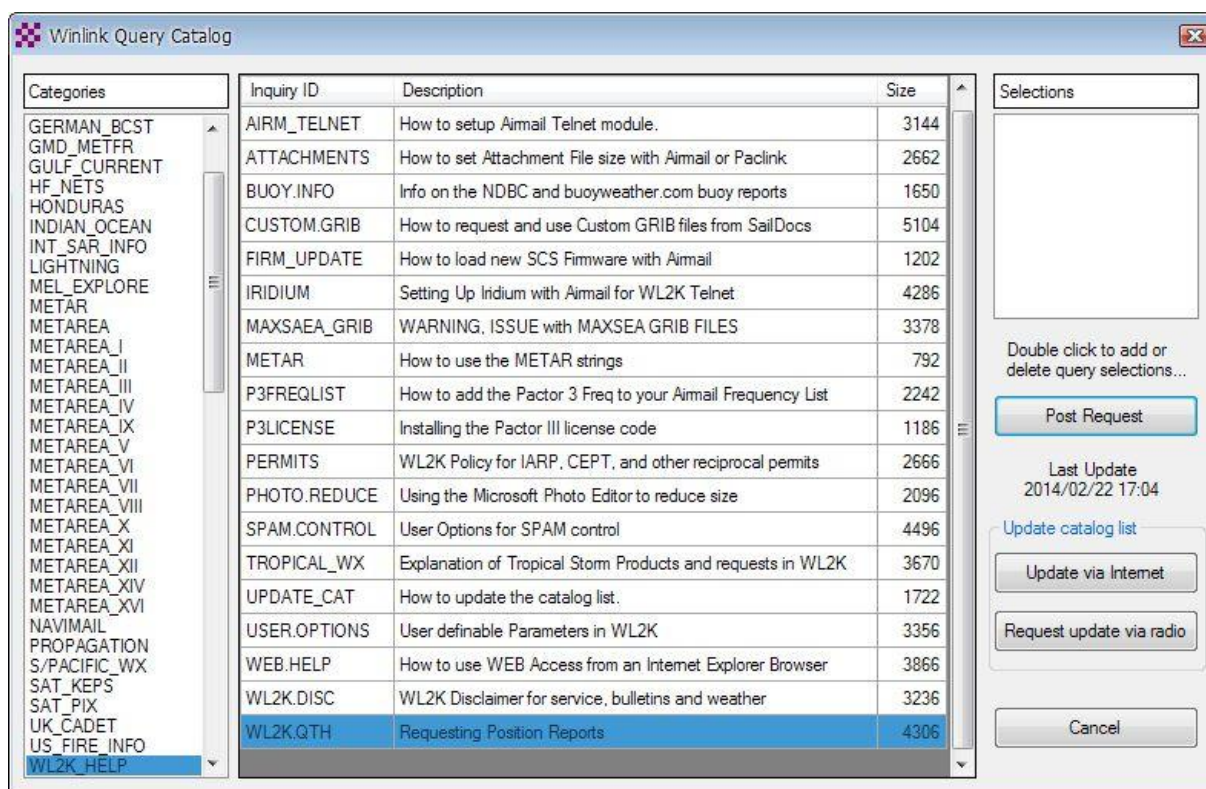 Winlink Query Catalog
Categories
GERMAN_BCST
GMD_METFR
GULF_CURRENT
HF_NETS
HONDURAS
INDIAN_OCEAN
INT_SAR_INFO
LIGHTNING
MEL_EXPLORE
METAR
METAREA
METAREA_I
METAREA_II
METAREA_III
METAREA_IV
METAREA_IX
METAREA_V
METAREA_VI
METAREA_VII
METAREA_VIII
METAREA_X
METAREA_XI
METAREA_XII
METAREA_XIV
METAREA_XVI
NAVIMAIL
PROPAGATION
S/PACIFIC_WX
SAT_KEPS
SAT_PIX
UK_CADET
US_FIRE_INFO
WL2K_HELP
Inquiry ID Description Size
AIRM_TELNET How to setup Airmail Telnet module. 3144
ATTACHMENTS How to set Attachment File size with Airmail or Paclink 2662
BUOY.INFO Info on the NDBC and buoyweather.com buoy reports 1650
CUSTOM.GRIB How to request and use Custom GRIB files from SailDocs 5104
FIRM_UPDATE How to load new SCS Firmware with Airmail 1202
IRIDIUM Setting Up Iridium with Airmail for WL2K Telnet 4286
MAXSAEA_GRIB WARNING, ISSUE with MAXSEA GRIB FILES 3378
METAR How to use the METAR strings 792
P3FREQLIST How to add the Pactor 3 Freq to your Airmail Frequency List 2242
P3LICENSE Installing the Pactor III license code 1186
PERMITS WL2K Policy for IARP, CEPT, and other reciprocal permits 2666
PHOTO.REDUCE Using the Microsoft Photo Editor to reduce size 2096
SPAM.CONTROL User Options for SPAM control 4496
TROPICAL_WX Explanation of Tropical Storm Products and requests in WL2K 3670
UPDATE_CAT How to update the catalog list. 1722
USER.OPTIONS User definable Parameters in WL2K 3356
WEB.HELP How to use WEB Access from an Internet Explorer Browser 3866
WL2K.DISC WL2K Disclaimer for service, bulletins and weather 3236
WL2K.QTH Requesting Position Reports 4306
Selections
Double click to add or
delete query selections...
Post Request
Last Update
2014/02/22 17:04
Update catalog list
Update via Internet
Request update via radio
Cancel